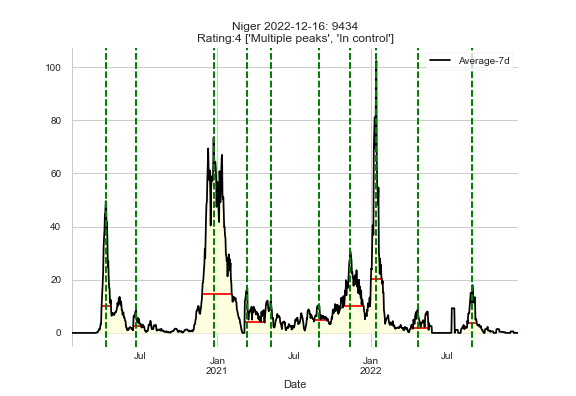 Niger 2022-12-16: 9434
Rating:4 ['Multiple peaks', 'In control']
Average-7d
100
80
60
40
20
0
Jul
Jan
2021
Jul
Jan
2022
Jul
Date